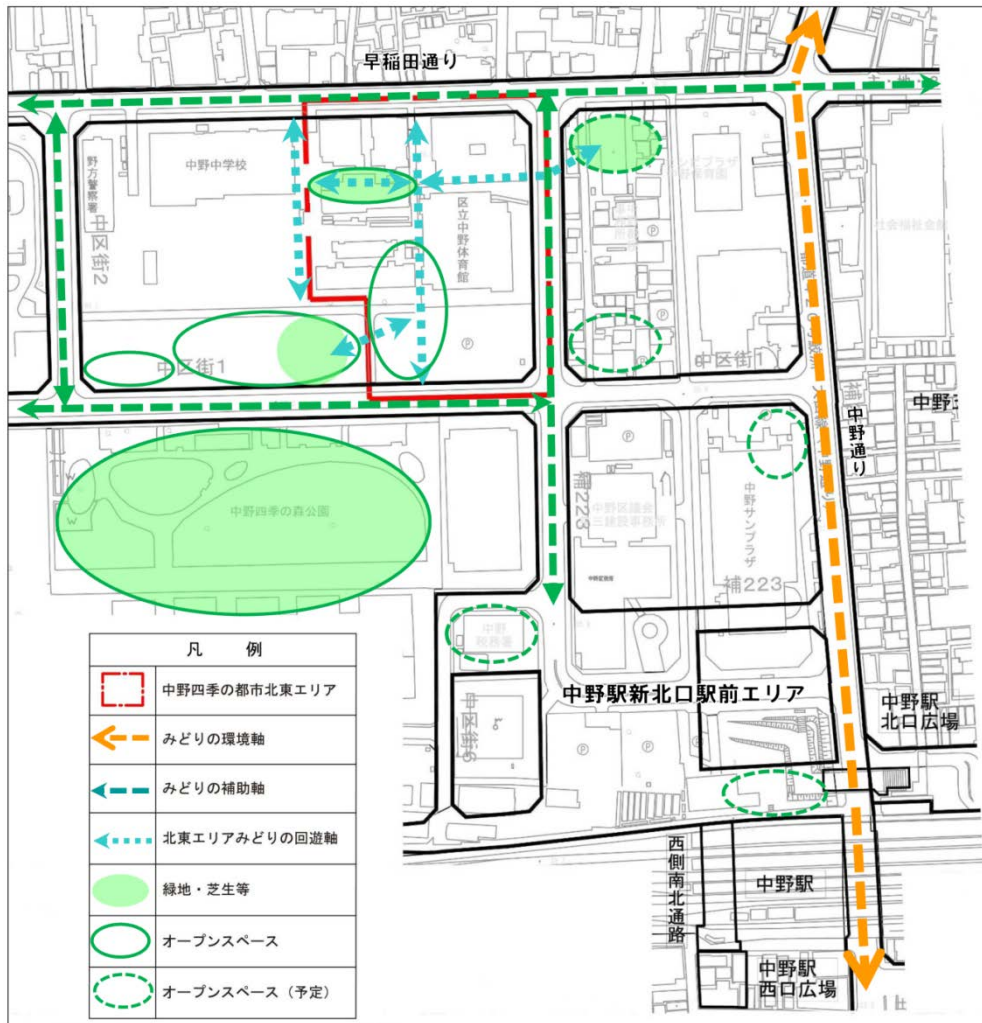 早稲田通り
中野中学校
野方警察署
中区街2
区立中野体育館
中区街1
中区街1
社会福祉会館
中野通り
中野四季の森公園
補223
中野サンプラザ
補223
中野税務署
中区街6
中野駅新北口駅前エリア
中野駅
北口広場
西側南北通路
中野駅
中野駅
西口広場
凡 例
中野四季の都市北東エリア
みどりの環境軸
みどりの補助軸
北東エリアみどりの回遊軸
緑地・芝生等
オープンスペース
オープンスペース（予定）